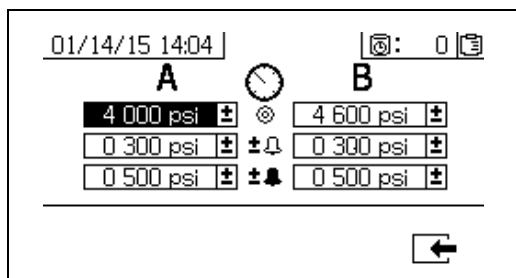 01/14/15 14:04 : 0
A B
4 000 psi ± 4 600 psi ±
0 300 psi ± ± 0 300 psi ±
0 500 psi ± ± 0 500 psi ±